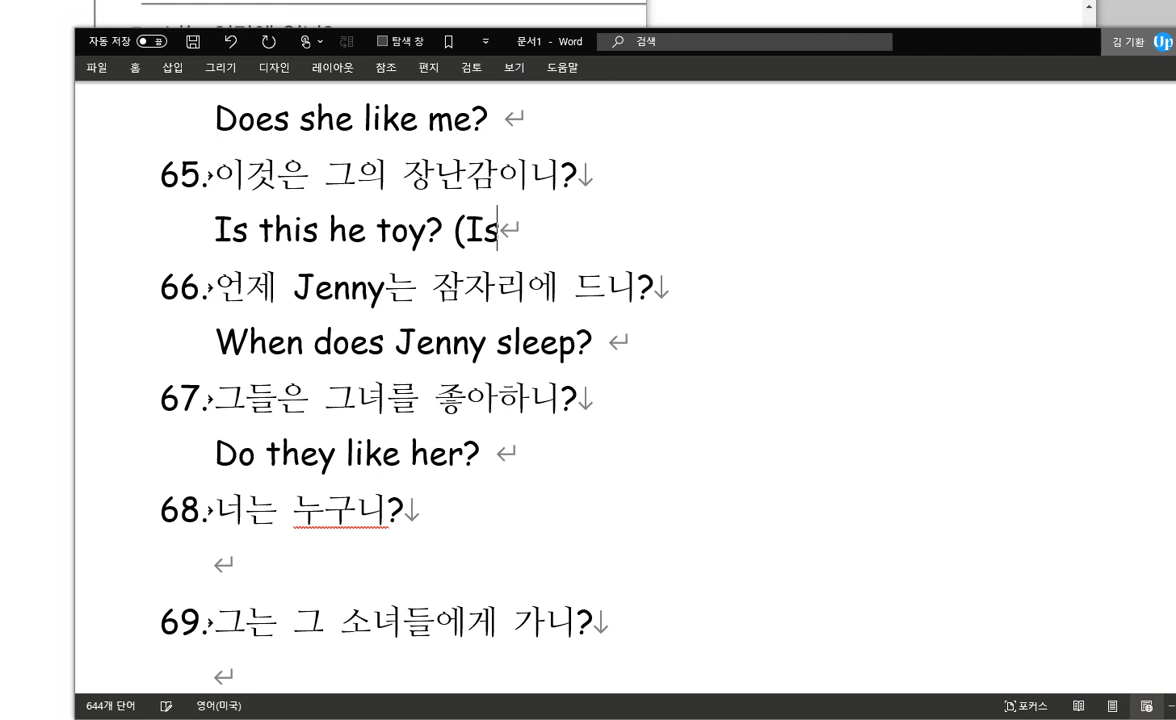 자동 저장 끔 탐색 창 문서1 - Word 검색 김 기환 Up
파일 홈 삽입 그리기 디자인 레이아웃 참조 편지 검토 보기 도움말
Does she like me?
65. 이것은 그의 장난감이니?
Is this he toy? (Is
66. 언제 Jenny는 잠자리에 드니?
When does Jenny sleep?
67. 그들은 그녀를 좋아하니?
Do they like her?
68. 너는 누구니?
69. 그는 그 소녀들에게 가니?
644개 단어 영어(미국) 포커스